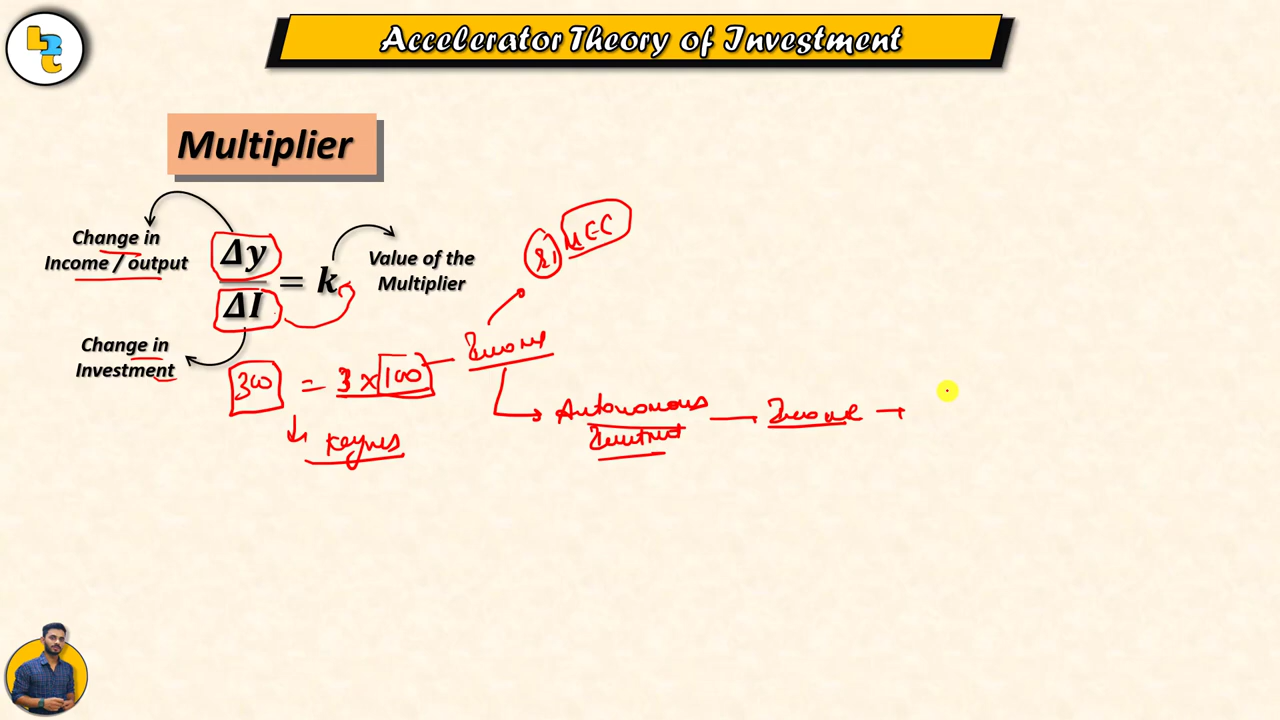 Accelerator Theory of Investment
Multiplier
Change in
Income / output
Δy
ΔI
= k
Value of the
Multiplier
Change in
Investment
MEC
300 = 3 × 100
Keynes
Autonomous
Income →